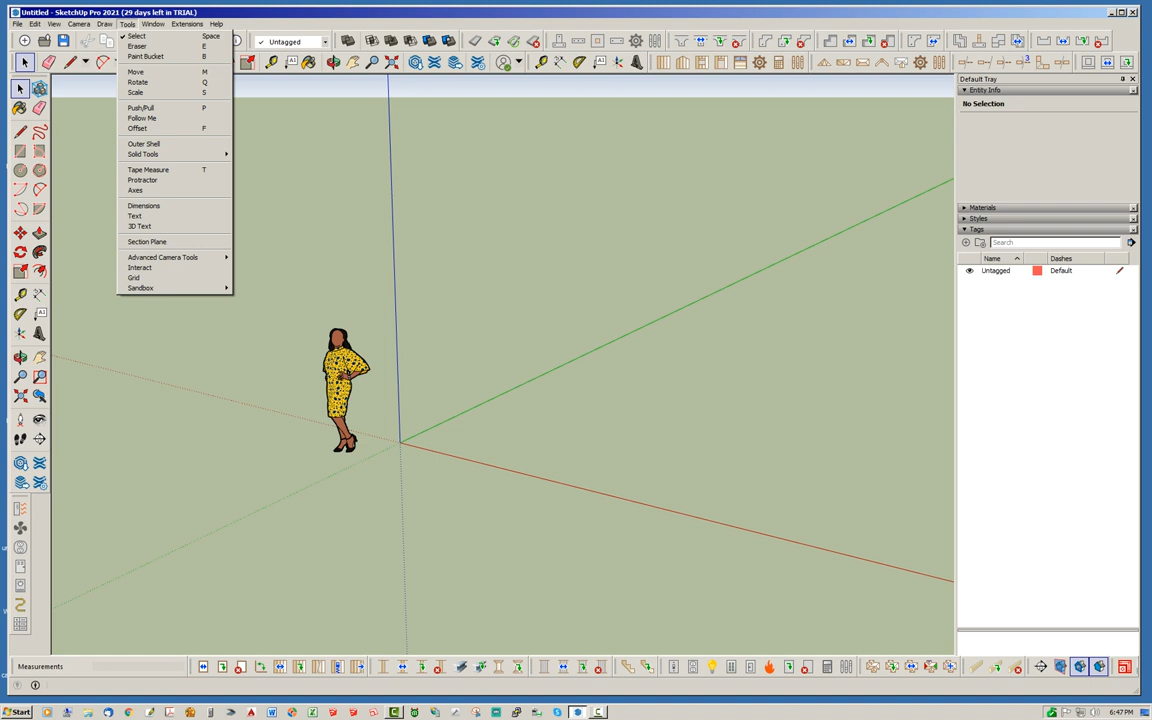 Untitled - SketchUp Pro 2021 (29 days left in TRIAL)
File Edit View Camera Draw Tools Window Extensions Help
Select Space
Eraser E
Paint Bucket B
Move M
Rotate Q
Scale S
Push/Pull P
Follow Me
Offset F
Outer Shell
Solid Tools
Tape Measure T
Protractor
Axes
Dimensions
Text
3D Text
Section Plane
Advanced Camera Tools
Interact
Grid
Sandbox
Untagged
Default Tray
Entity Info
No Selection
Materials
Styles
Tags
Search
Name Dashes
Untagged Default
Measurements
Start
6:47 PM